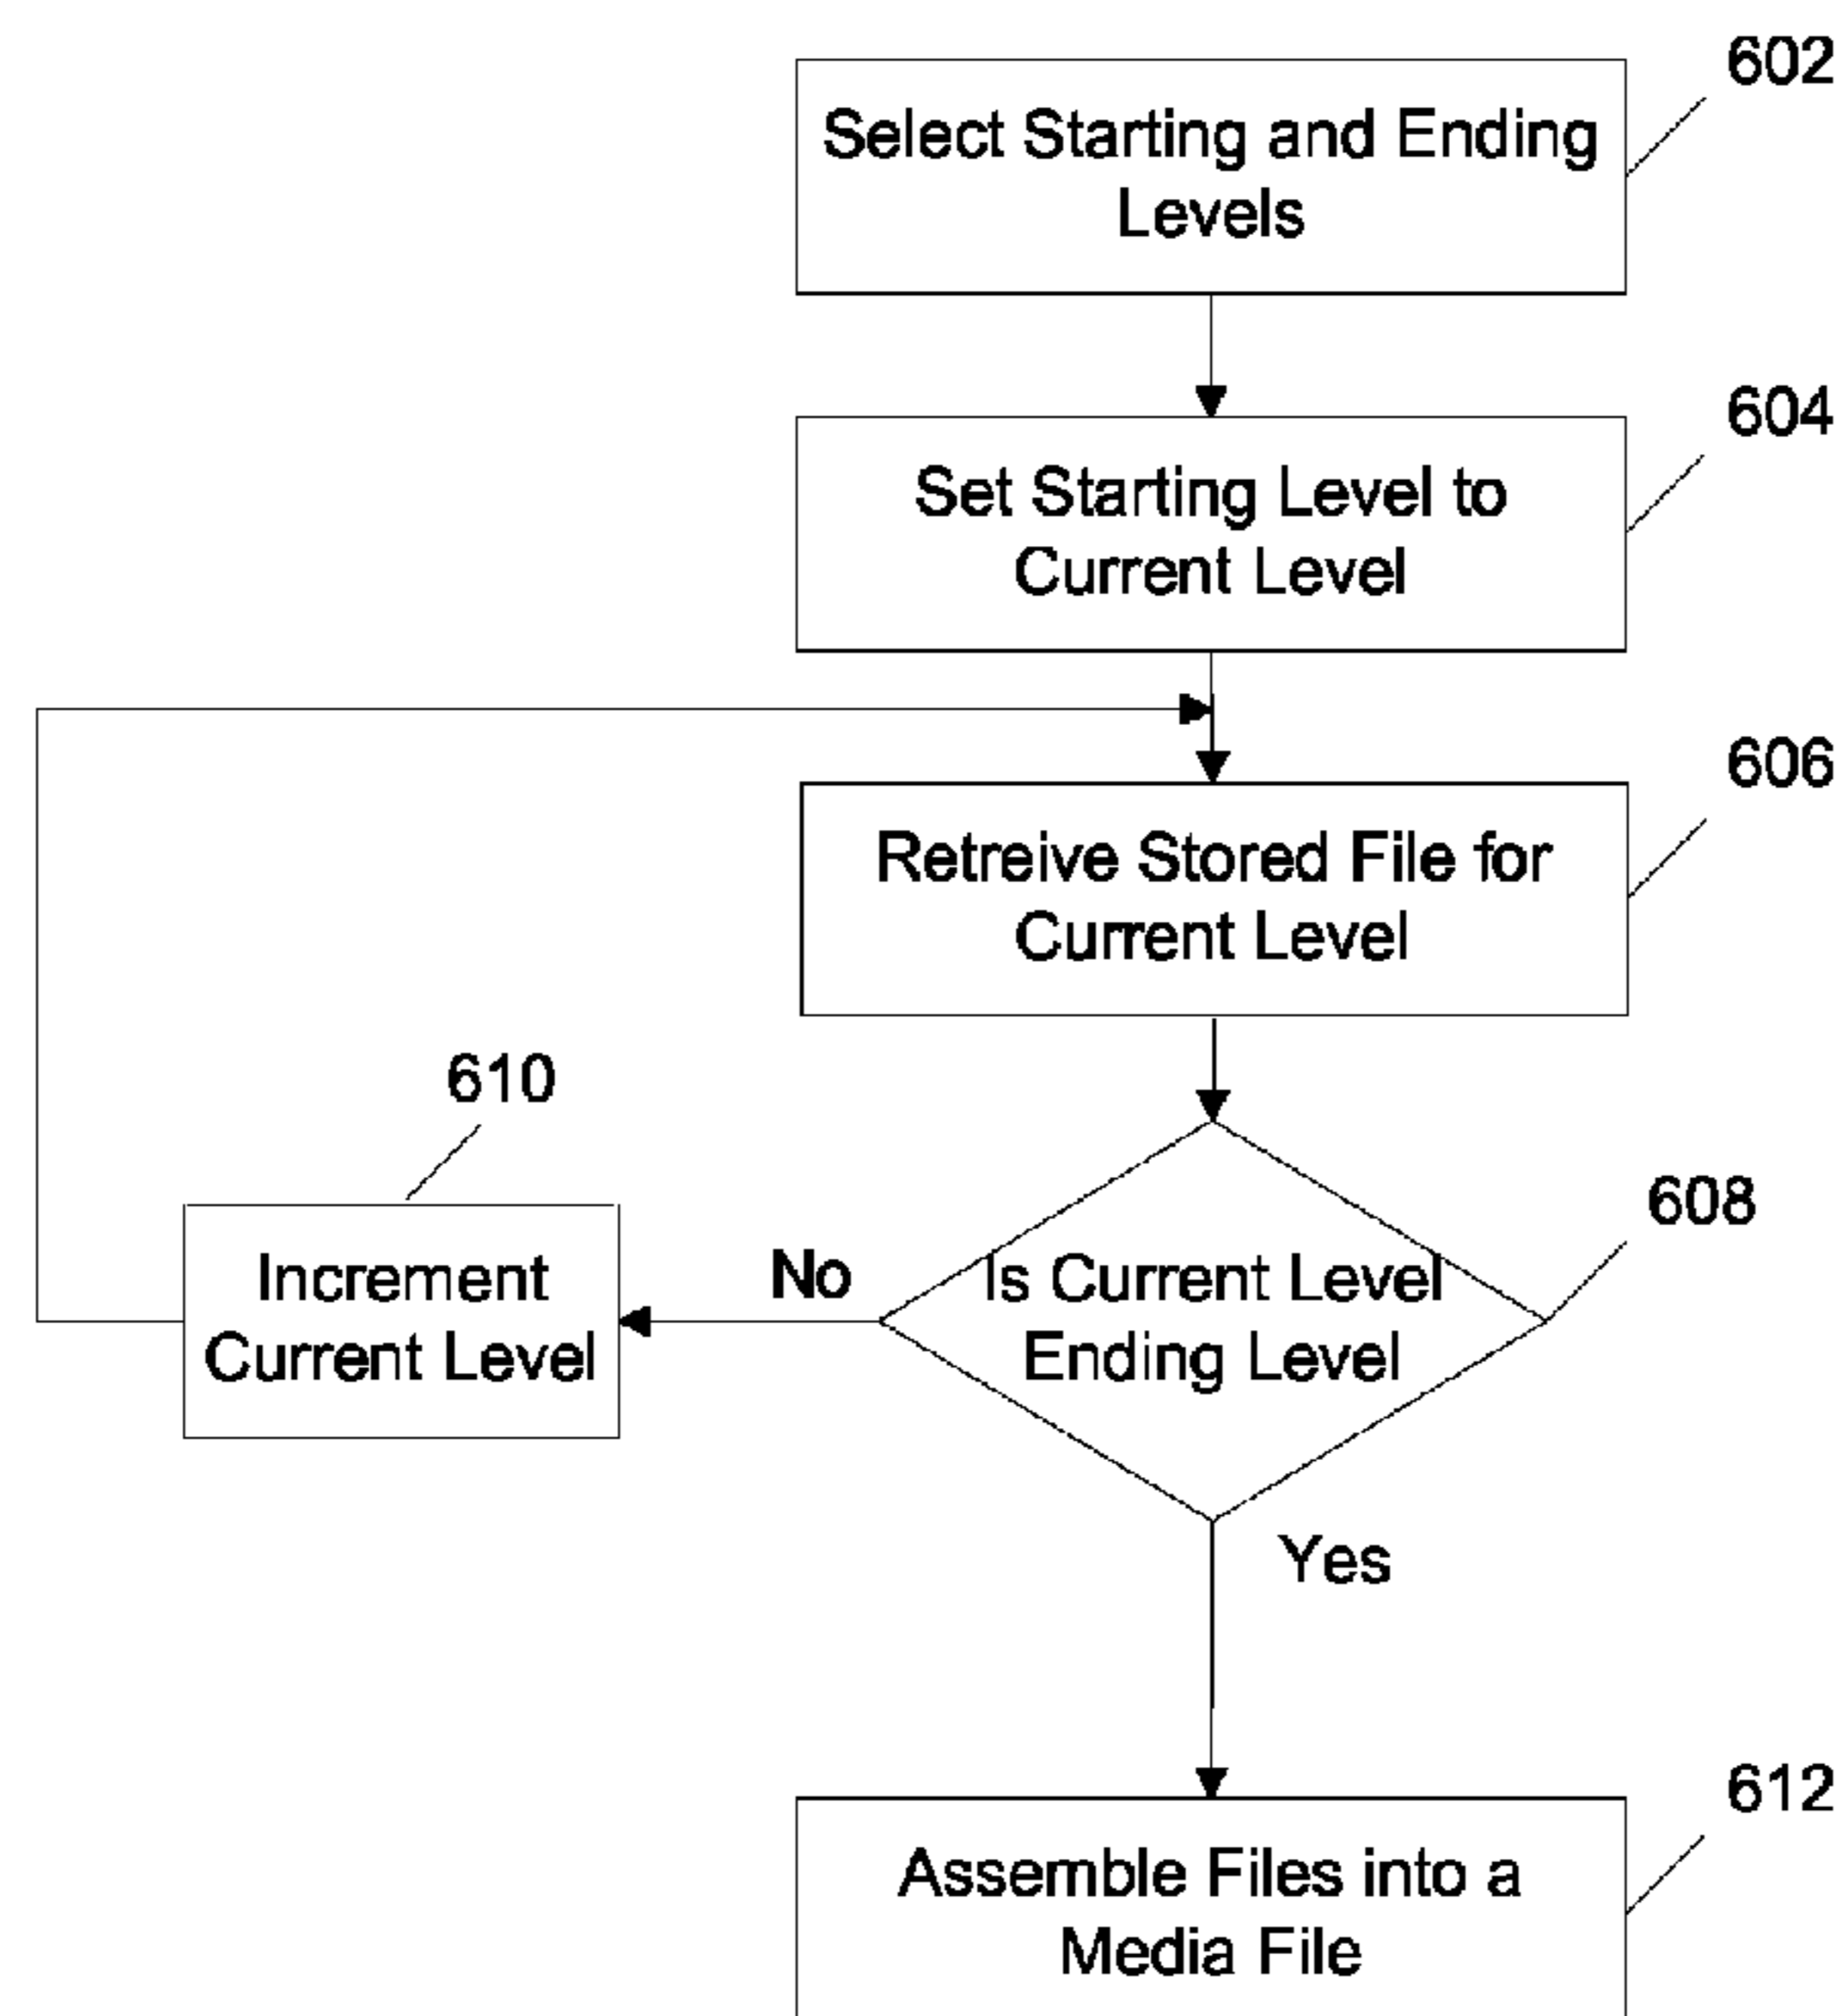 602
Select Starting and Ending
Levels
604
Set Starting Level to
Current Level
606
Retreive Stored File for
Current Level
610
608
Increment
Current Level
No
Is Current Level
Ending Level
Yes
612
Assemble Files into a
Media File